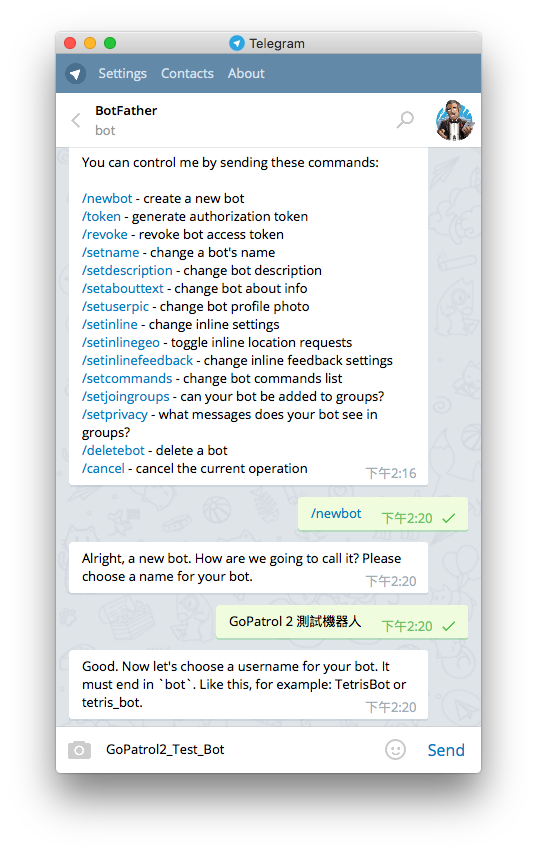 Telegram
Settings Contacts About
BotFather
bot
You can control me by sending these commands:
/newbot - create a new bot
/token - generate authorization token
/revoke - revoke bot access token
/setname - change a bot's name
/setdescription - change bot description
/setabouttext - change bot about info
/setuserpic - change bot profile photo
/setinline - change inline settings
/setinlinegeo - toggle inline location requests
/setinlinefeedback - change inline feedback settings
/setcommands - change bot commands list
/setjoingroups - can your bot be added to groups?
/setprivacy - what messages does your bot see in
groups?
/deletebot - delete a bot
/cancel - cancel the current operation
下午2:16
/newbot 下午2:20
Alright, a new bot. How are we going to call it? Please
choose a name for your bot.
下午2:20
GoPatrol 2 測試機器人 下午2:20
Good. Now let's choose a username for your bot. It
must end in `bot`. Like this, for example: TetrisBot or
tetris_bot.
下午2:20
GoPatrol2_Test_Bot Send